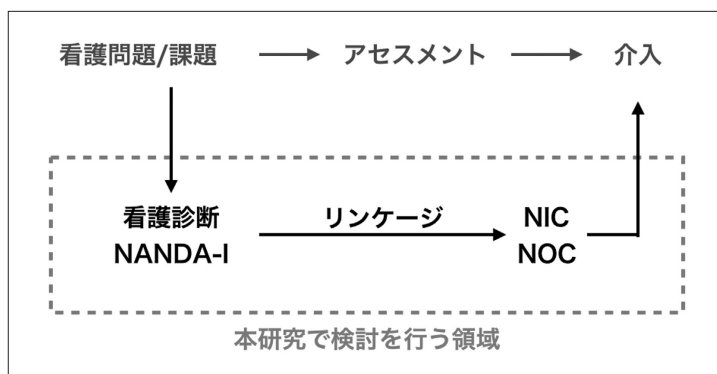 看護問題/課題
アセスメント
介入
看護診断
NANDA-I
リンケージ
NIC
NOC
本研究で検討を行う領域